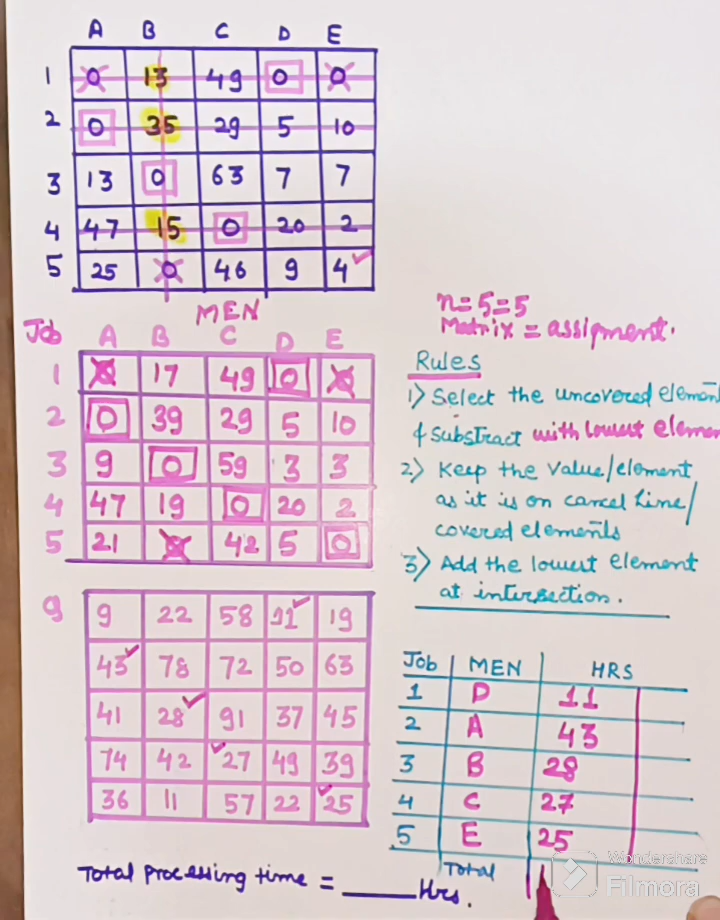 A B C D E
1 0 13 49 0 0
2 0 35 29 5 10
3 13 0 63 7 7
4 47 15 0 20 2
5 25 0 46 9 4
MEN
Job A B C D E
1 0 17 49 0 0
2 0 39 29 5 10
3 9 0 59 3 3
4 47 19 0 20 2
5 21 0 42 5 0
9 22 58 11 19
43 78 72 50 63
41 28 91 37 45
74 42 27 49 39
36 11 57 22 25
Total processing time = ____ Hrs.
n=5=5
Matrix = assignment.
Rules
1) Select the uncovered element
& Substract with lowest elemen
2) Keep the value/element
as it is on cancel line/
covered elements
3) Add the lowest element
at intersection.
Job MEN HRS
1 D 11
2 A 43
3 B 28
4 C 27
5 E 25
Total
Wondershare
Filmora